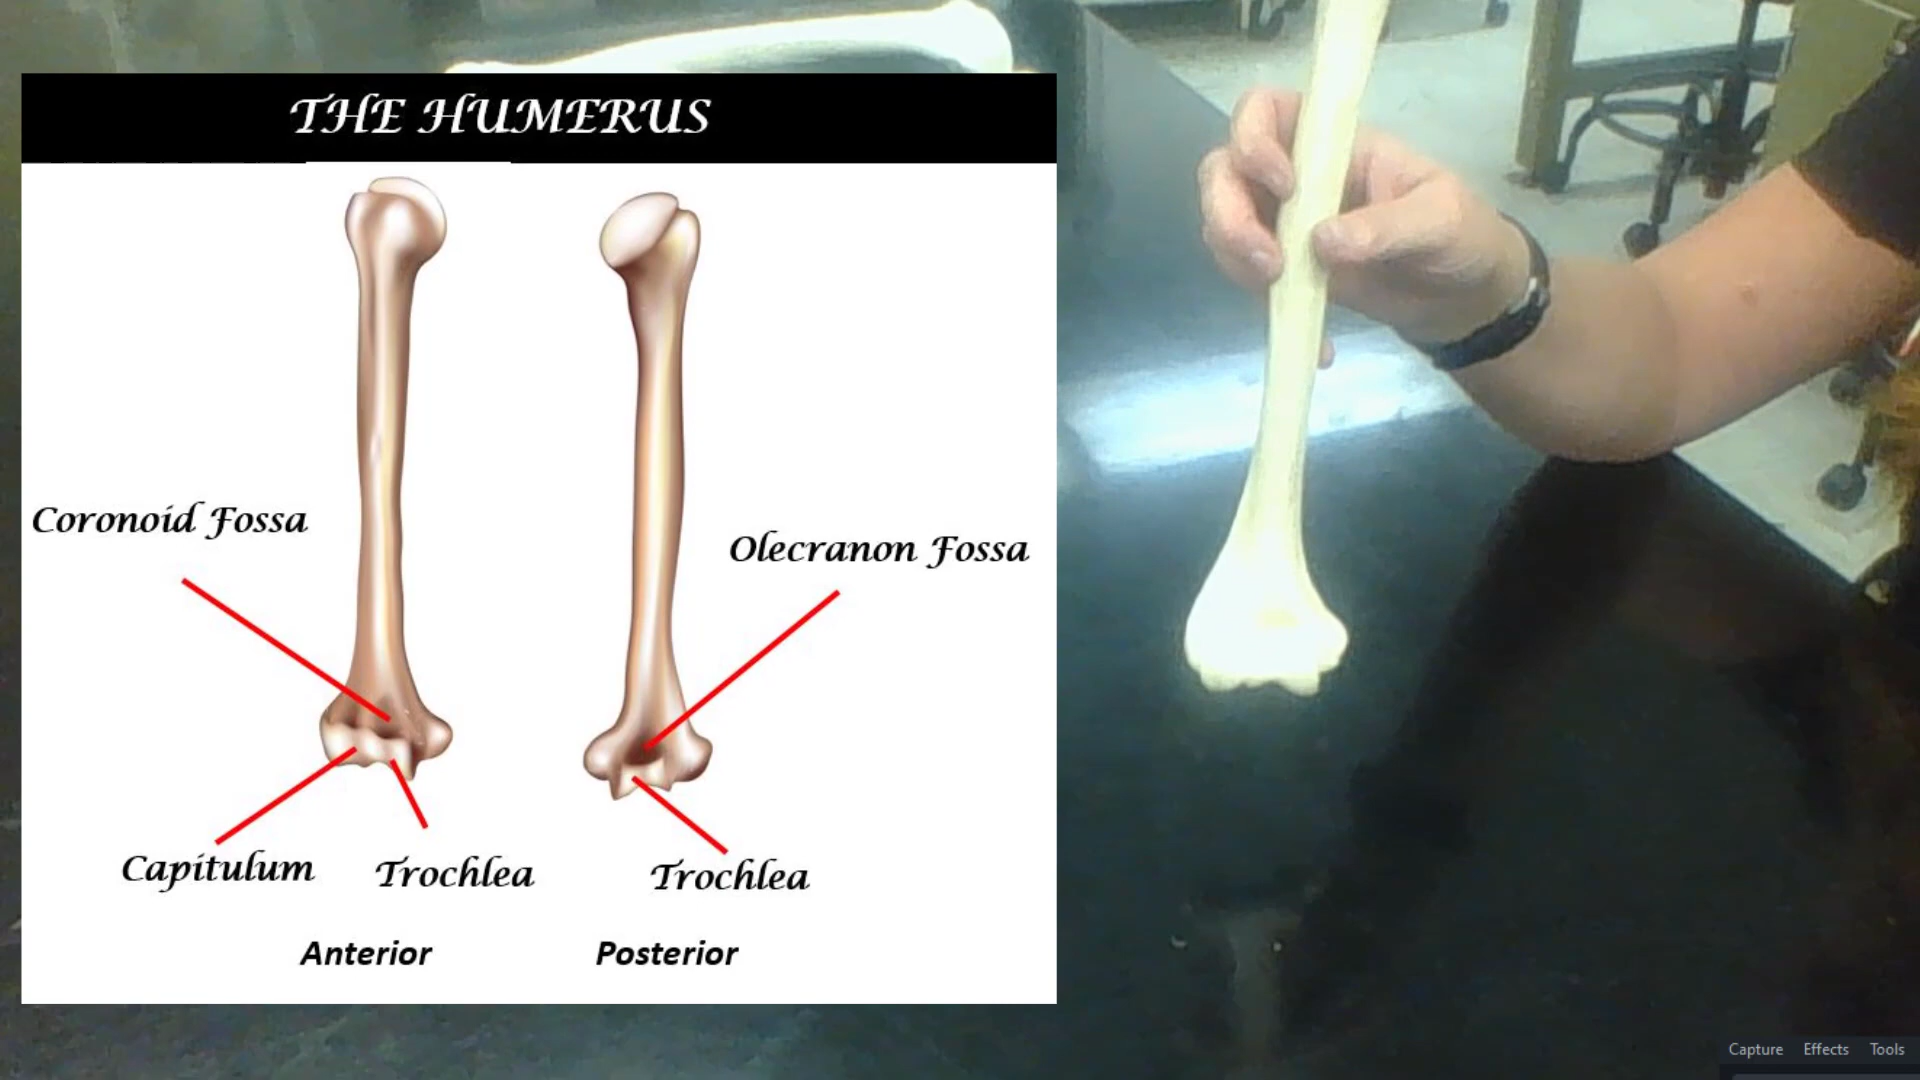 THE HUMERUS
Coronoid Fossa
Olecranon Fossa
Capitulum
Trochlea
Trochlea
Anterior
Posterior
Capture Effects Tools